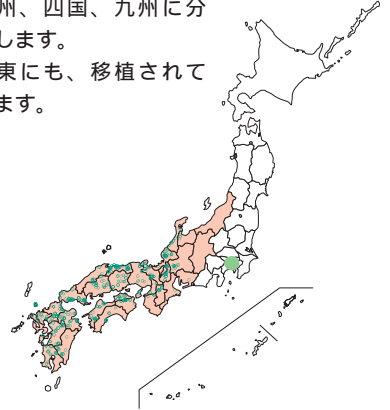 州、四国、九州に分
します。
東にも、移植されて
ます。